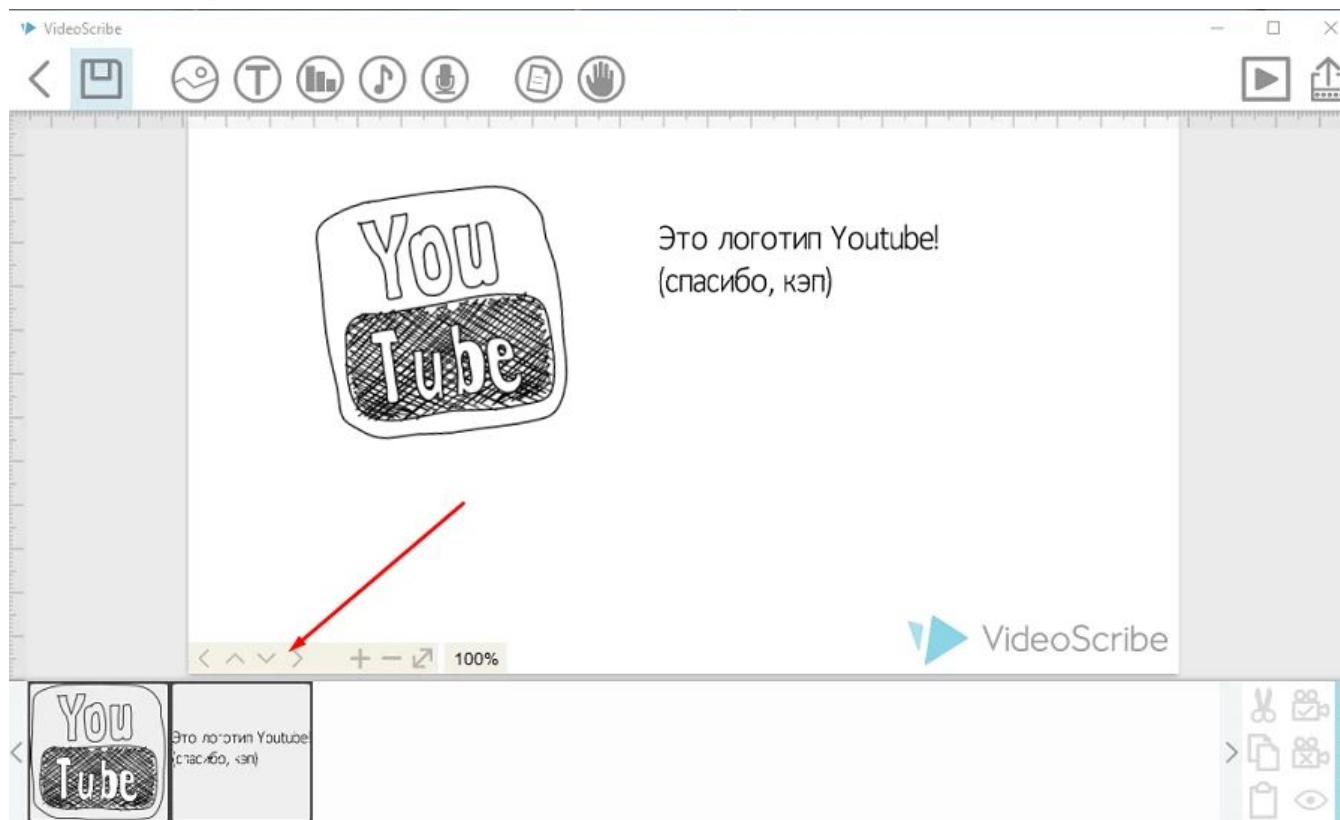 VideoScribe
You
Tube
Это логотип Youtube!
(спасибо, кэп)
VideoScribe
100%
You
Tube
Это логотип Youtube!
(спасибо, кэп)